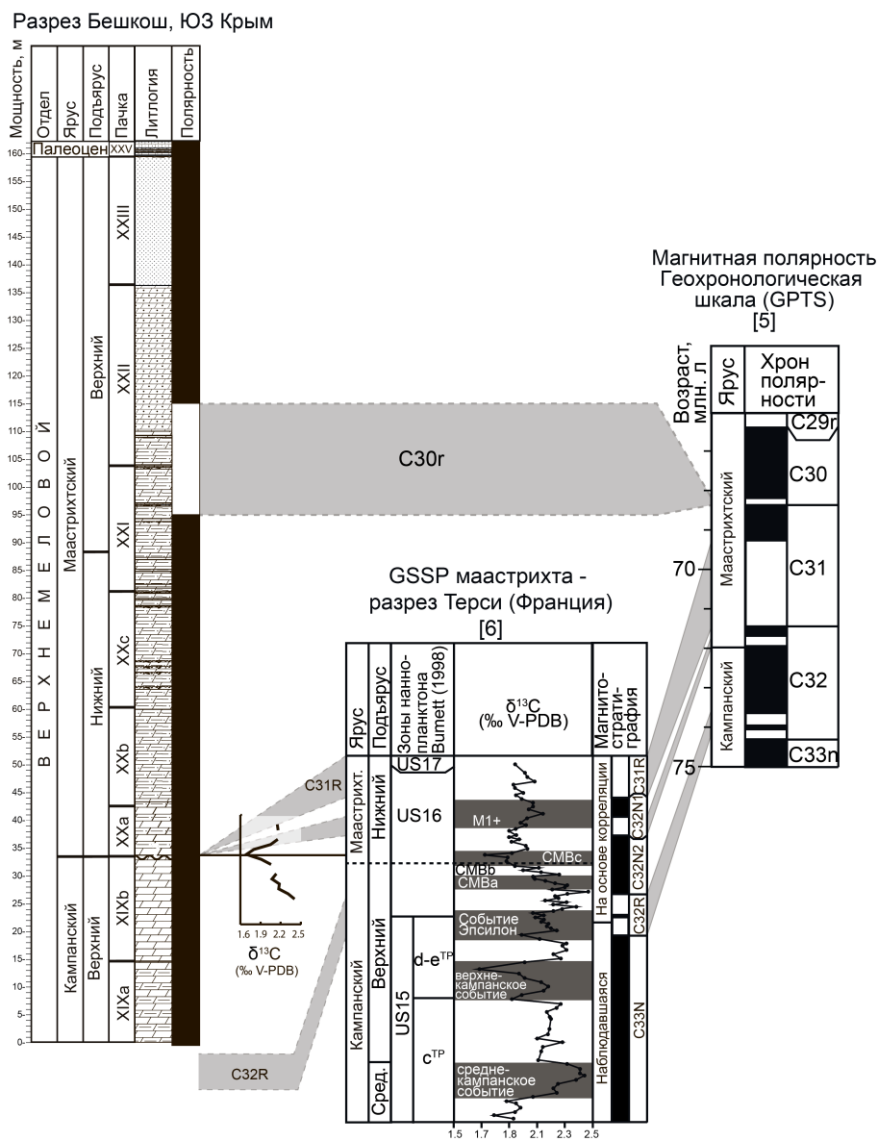 Разрез Бешкош, ЮЗ Крым
Мощность, м
Отдел
Ярус
Подъярус
Пачка
Литлогия
Полярность
Палеоцен
XXV
160
155
150
145
140
135
130
125
120
115
110
105
100
95
90
85
80
75
70
65
60
55
50
45
40
35
30
25
20
15
10
5
0
ВЕРХНЕМЕЛОВОЙ
Маастрихтский
Кампанский
Верхний
Нижний
Верхний
XXIII
XXII
XXI
XXc
XXb
XXa
XIXb
XIXa
1.6 1.9 2.2 2.5
δ¹³C
(‰ V-PDB)
C30r
C31R
C32R
Магнитная полярность
Геохронологическая
шкала (GPTS)
[5]
Возраст,
млн. л
Ярус
Хрон
поляр-
ности
Маастрихтский
Кампанский
70
75
C29r
C30
C31
C32
C33n
GSSP маастрихта -
разрез Терси (Франция)
[6]
Ярус
Подъярус
Зоны нанно-
планктона
Burnett (1998)
δ¹³C
(‰ V-PDB)
Магнито-
страти-
графия
Маастрихт.
Кампанский
Нижний
Верхний
Сред.
US17
US16
US15
d-eᵀᴾ
cᵀᴾ
M1+
CMBc
CMBb
CMBa
Событие
Эпсилон
верхне-
кампанское
событие
средне-
кампанское
событие
На основе корреляции
Наблюдавшаяся
C31R
C32N1
C32N2
C32R
C33N
1.5 1.7 1.8 2.1 2.3 2.5